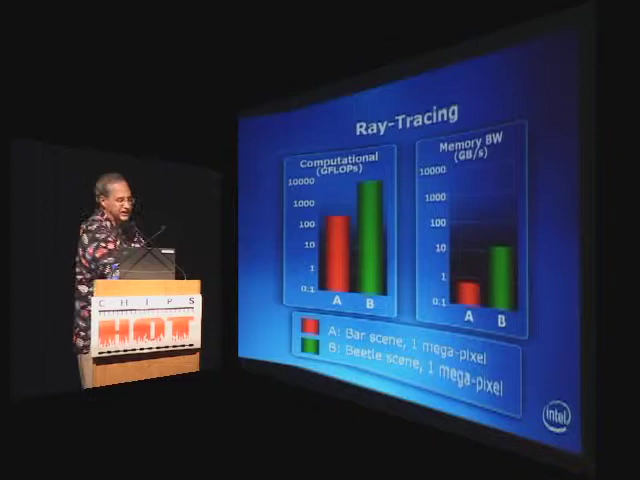 Ray-Tracing
Computational
(GFLOPs)
10000
1000
100
10
1
0.1
A B
Memory BW
(GB/s)
10000
1000
100
10
1
0.1
A B
A: Bar scene, 1 mega-pixel
B: Beetle scene, 1 mega-pixel
intel
CHIPS
HOT